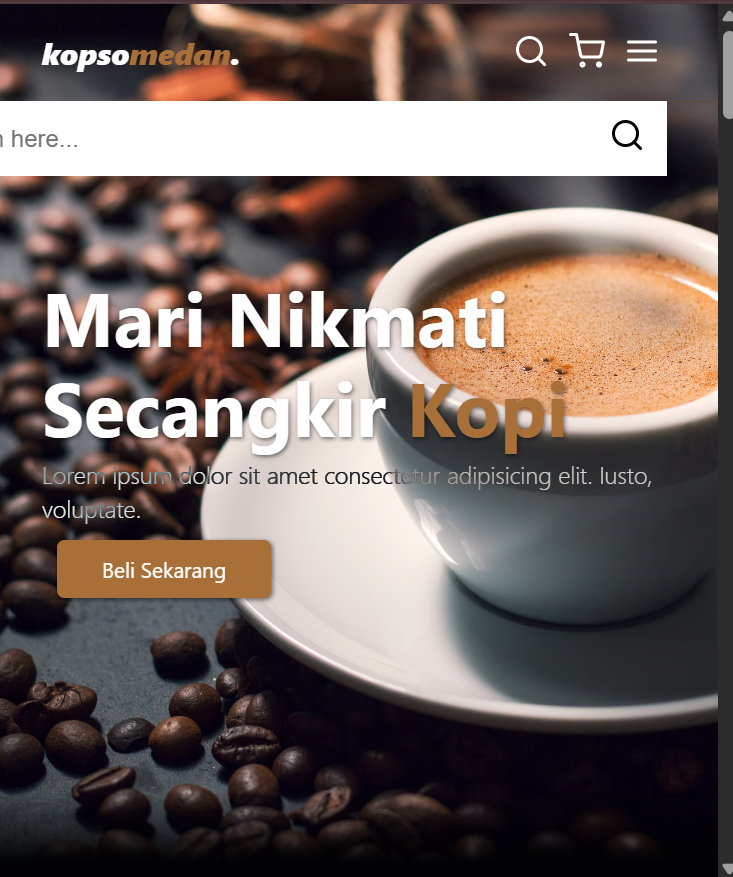 kopsomedan.
here...
Mari Nikmati
Secangkir Kopi
Lorem ipsum dolor sit amet consectetur adipisicing elit. Iusto,
voluptate.
Beli Sekarang